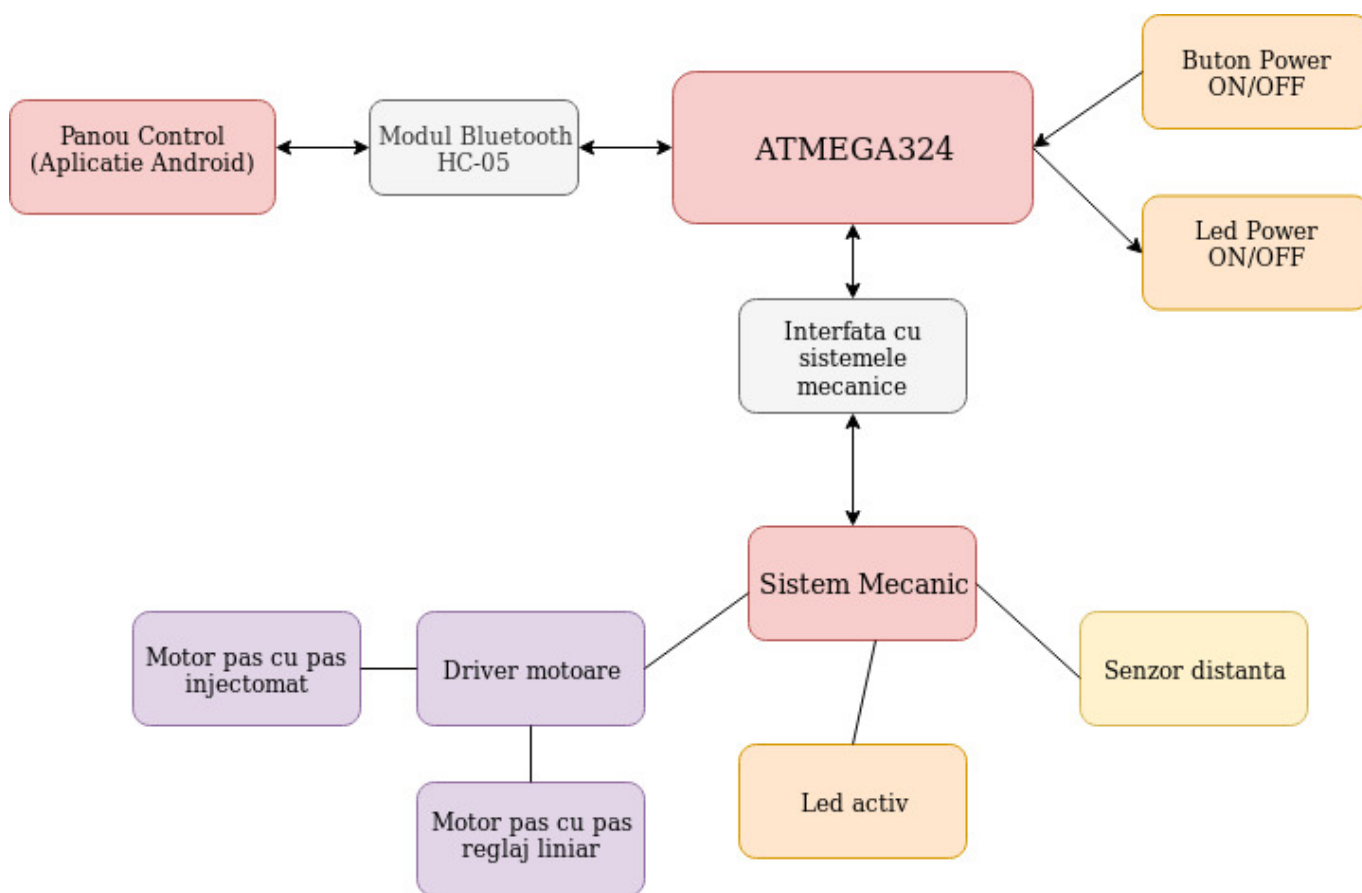 Buton Power
ON/OFF
Panou Control
(Aplicatie Android)
Modul Bluetooth
HC-05
ATMEGA324
Led Power
ON/OFF
Interfata cu
sistemele
mecanice
Sistem Mecanic
Motor pas cu pas
injectomat
Driver motoare
Senzor distanta
Motor pas cu pas
reglaj liniar
Led activ